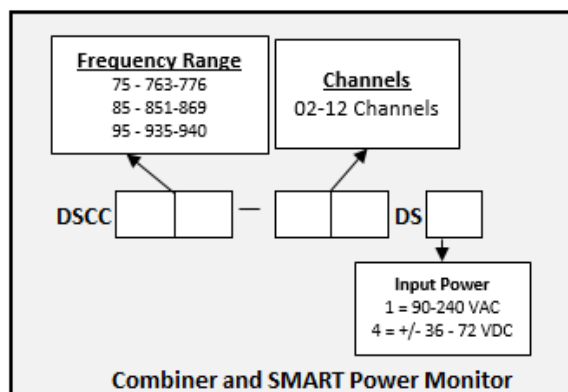 Frequency Range
75 - 763-776
85 - 851-869
95 - 935-940
Channels
02-12 Channels
DSCC — DS
Input Power
1 = 90-240 VAC
4 = +/- 36 - 72 VDC
Combiner and SMART Power Monitor